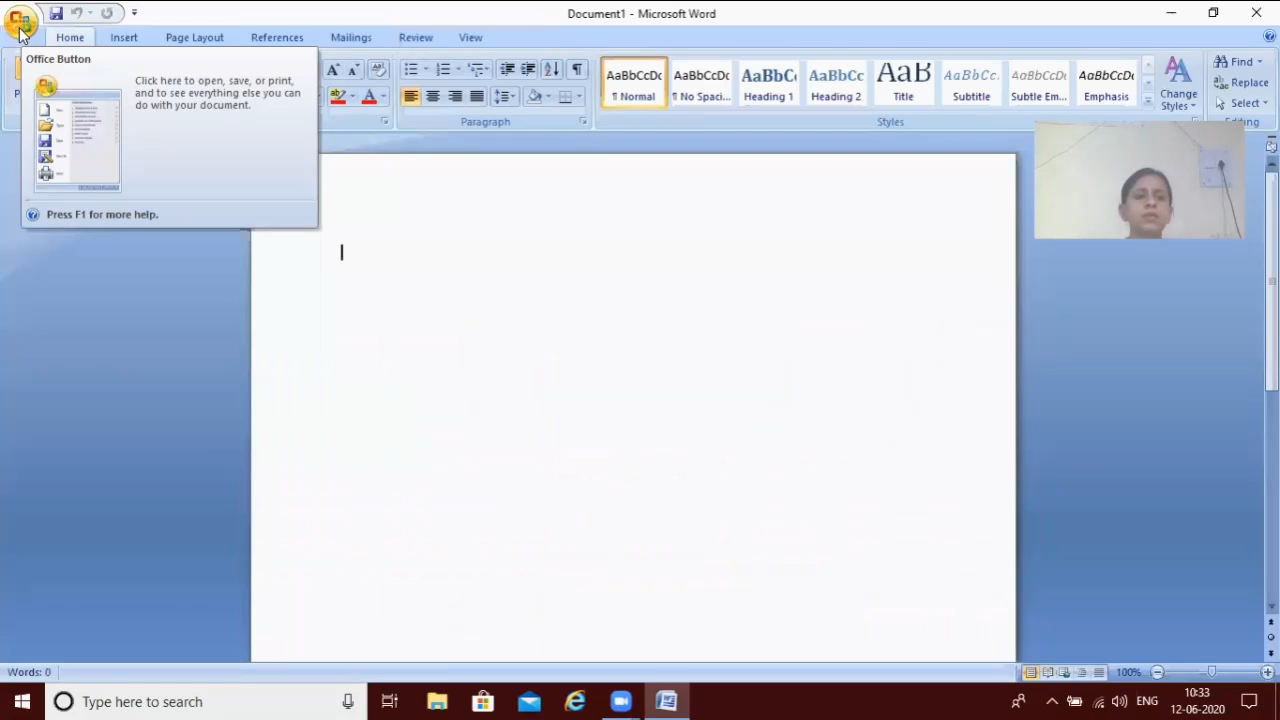 Document1 - Microsoft Word
Home Insert Page Layout References Mailings Review View
Office Button
Click here to open, save, or print,
and to see everything else you can
do with your document.
Press F1 for more help.
AaBbCcDc AaBbCcDc AaBbCc AaBbCc AaB AaBbCc. AaBbCcDc AaBbCcDc
¶ Normal ¶ No Spaci... Heading 1 Heading 2 Title Subtitle Subtle Em... Emphasis
Change
Styles
Find
Replace
Select
Paragraph Styles Editing
Words: 0 100%
Type here to search
ENG
10:33
12-06-2020